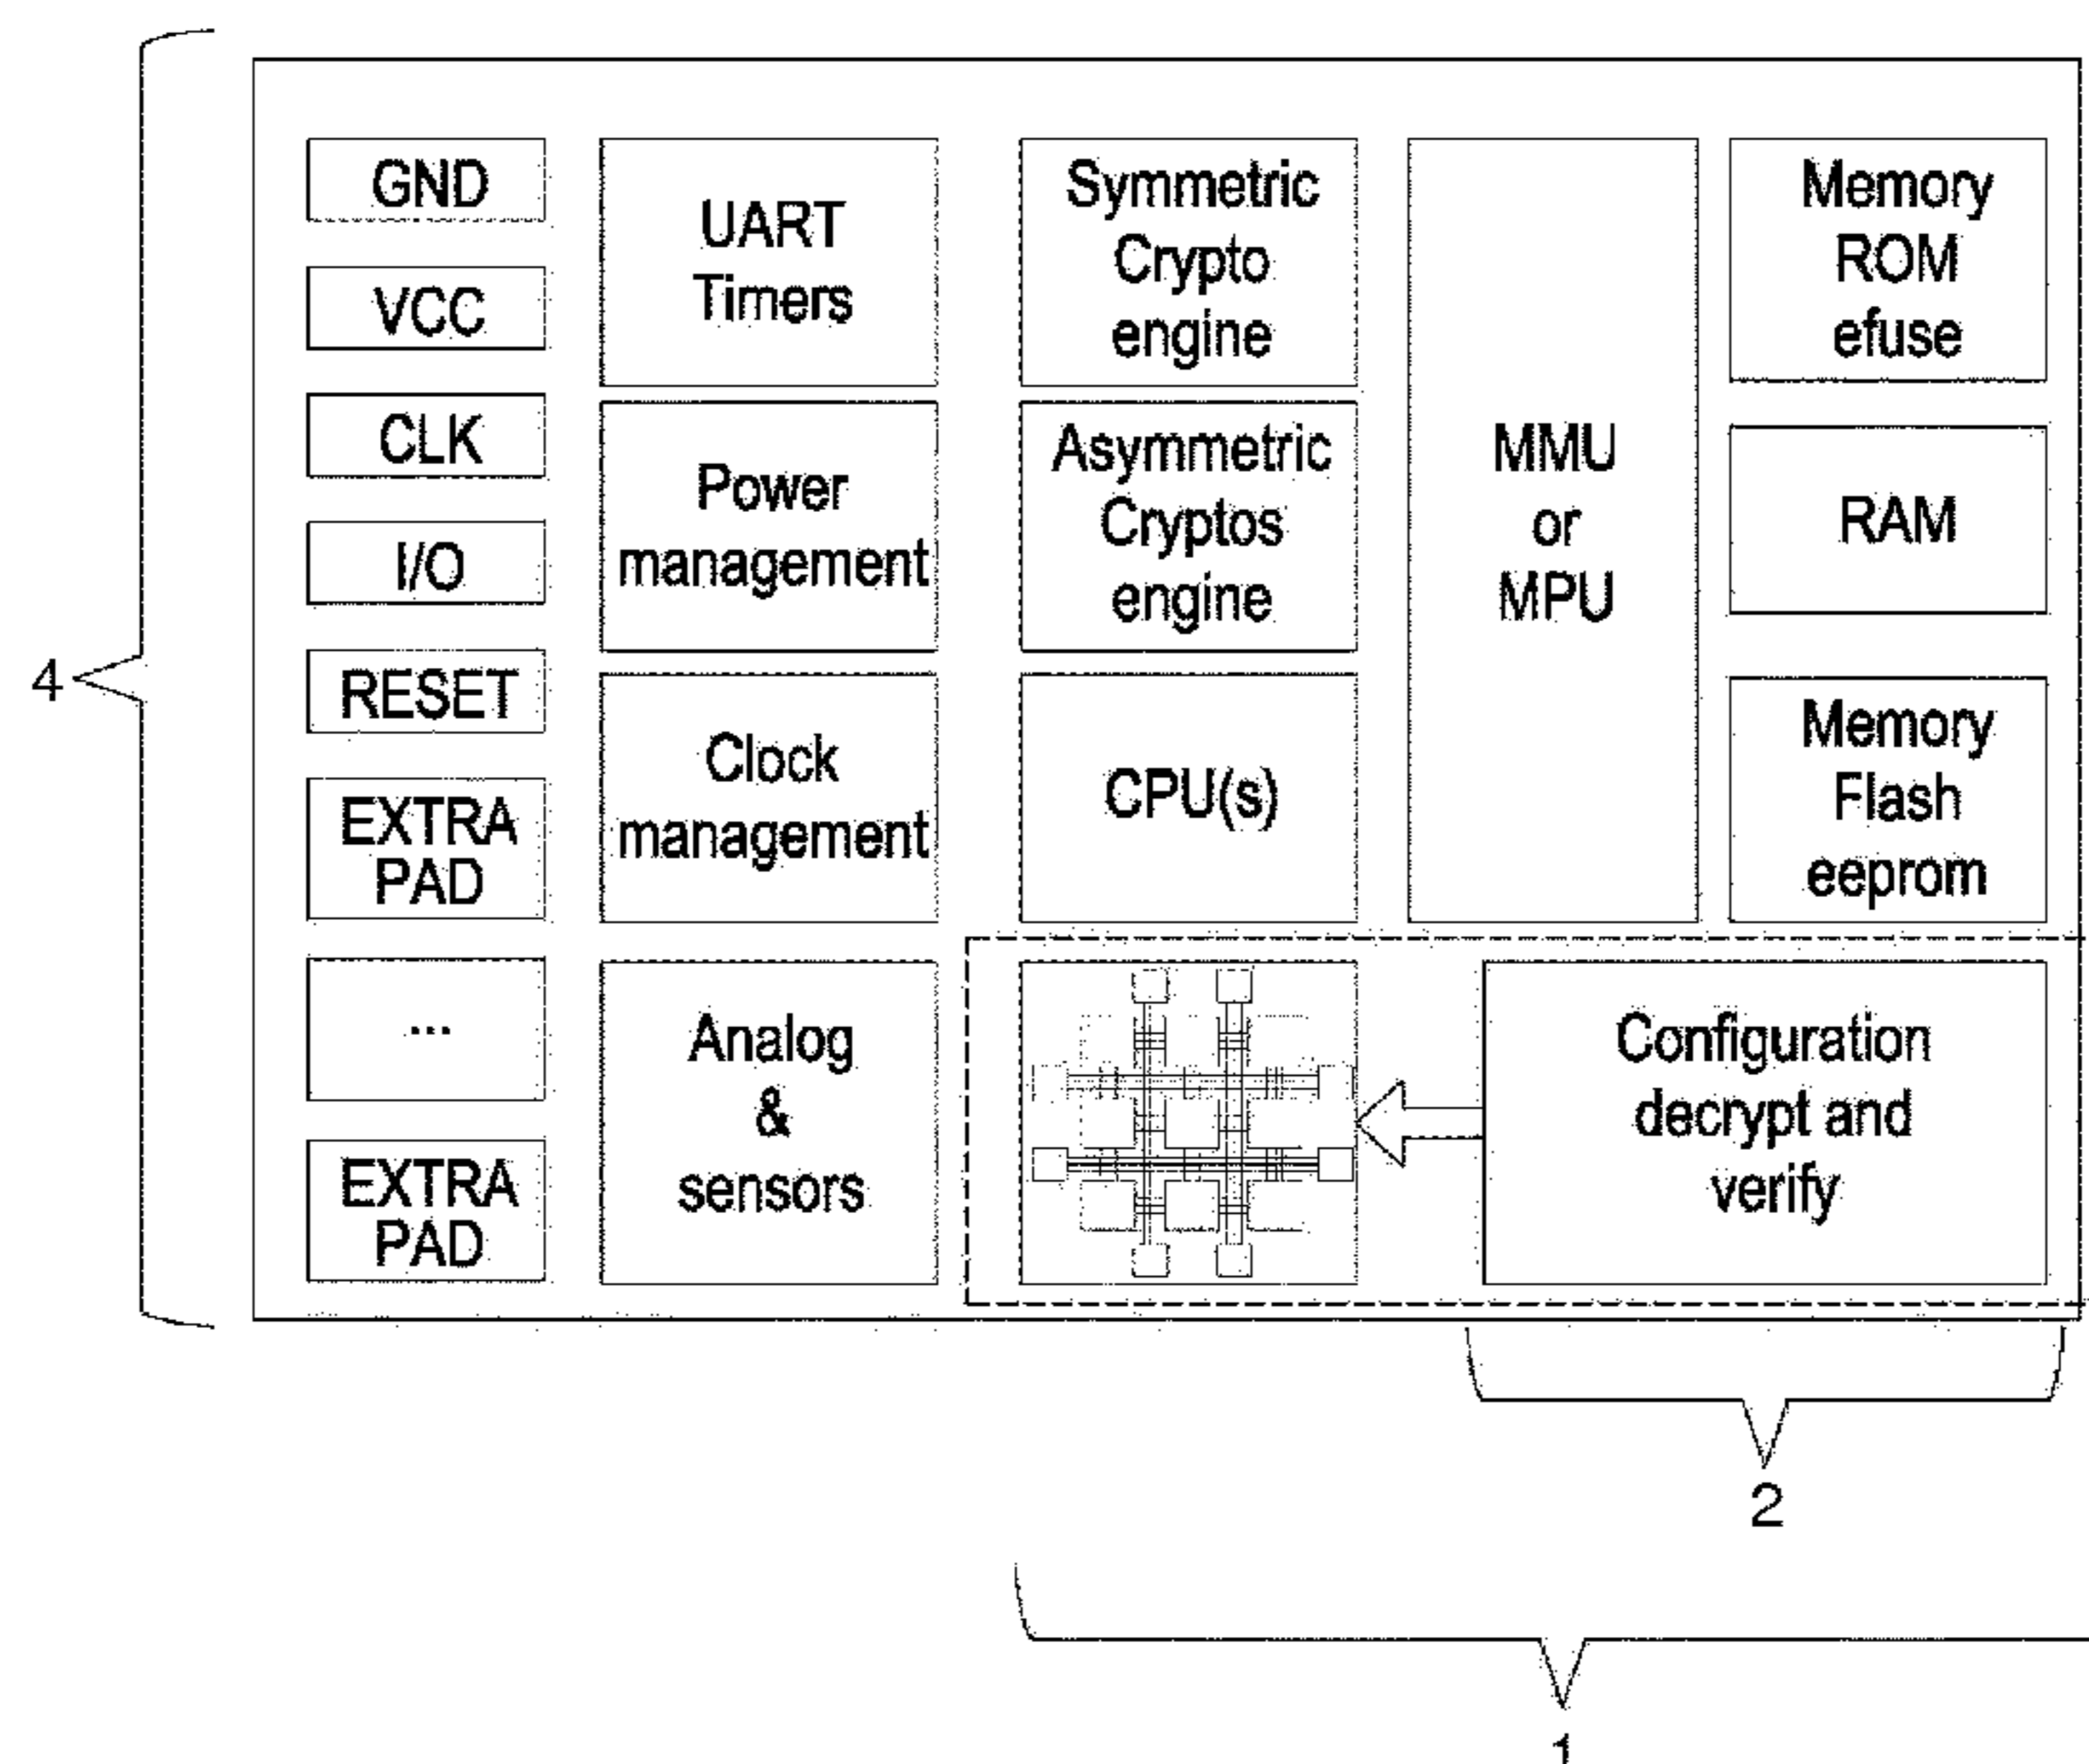 4
GND
VCC
CLK
I/O
RESET
EXTRA
PAD
...
EXTRA
PAD
UART
Timers
Power
management
Clock
management
Analog
&
sensors
Symmetric
Crypto
engine
Asymmetric
Cryptos
engine
CPU(s)
MMU
or
MPU
Memory
ROM
efuse
RAM
Memory
Flash
eeprom
Configuration
decrypt and
verify
2
1